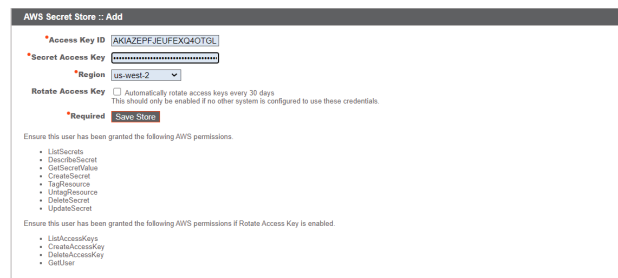 AWS Secret Store :: Add
*Access Key ID AKIAZEPFJEUFEXQ4OTGL
*Secret Access Key ••••••••••••••••••••••••••••••••••••••••
*Region us-west-2
Rotate Access Key Automatically rotate access keys every 30 days
This should only be enabled if no other system is configured to use these credentials.
*Required Save Store
Ensure this user has been granted the following AWS permissions.
• ListSecrets
• DescribeSecret
• GetSecretValue
• CreateSecret
• TagResource
• UntagResource
• DeleteSecret
• UpdateSecret
Ensure this user has been granted the following AWS permissions if Rotate Access Key is enabled.
• ListAccessKeys
• CreateAccessKey
• DeleteAccessKey
• GetUser